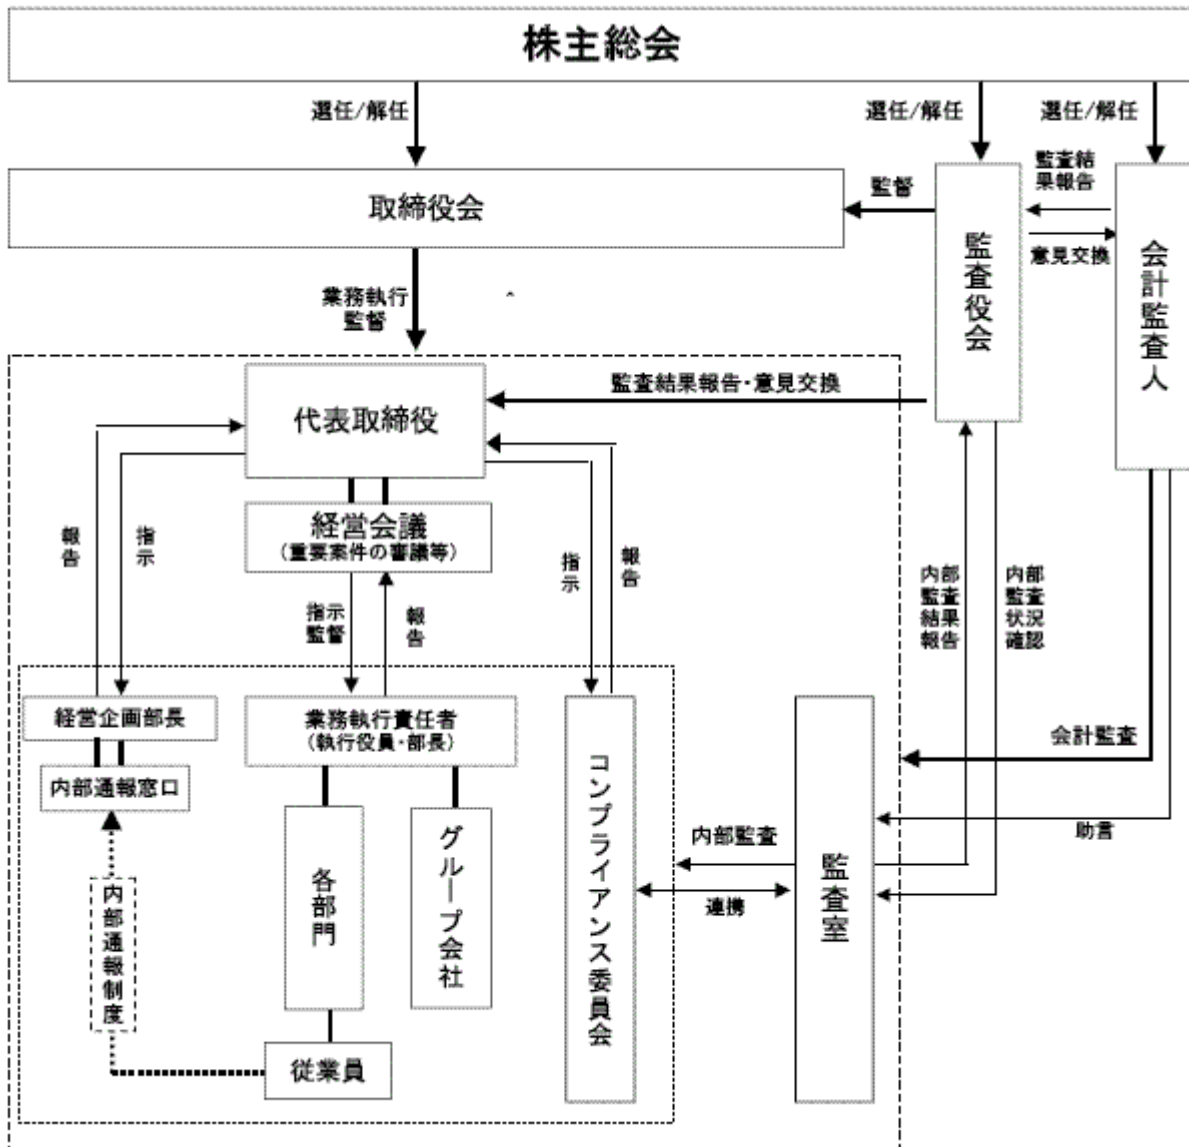 株主総会
選任/解任
選任/解任
選任/解任
取締役会
監督
監査役会
監査結
果報告
意見交換
会計監査人
業務執行
監督
代表取締役
監査結果報告・意見交換
経営会議
(重要案件の審議等)
報告
指示
指示
監督
報告
指示
報告
内部
監査
結果
報告
内部
監査
状況
確認
経営企画部長
内部通報窓口
業務執行責任者
(執行役員・部長)
コンプライアンス委員会
会計監査
助言
各部門
グループ会社
内部監査
連携
監査室
内部通報制度
従業員